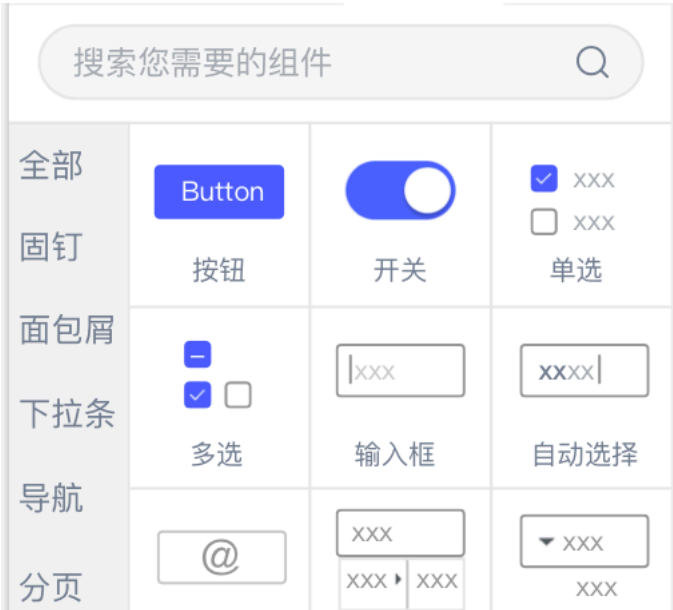 搜索您需要的组件
全部
固钉
面包屑
下拉条
导航
分页
Button
按钮
开关
xxx
xxx
单选
多选
xxx
输入框
xxxx
自动选择
@
xxx
xxx xxx
xxx
xxx